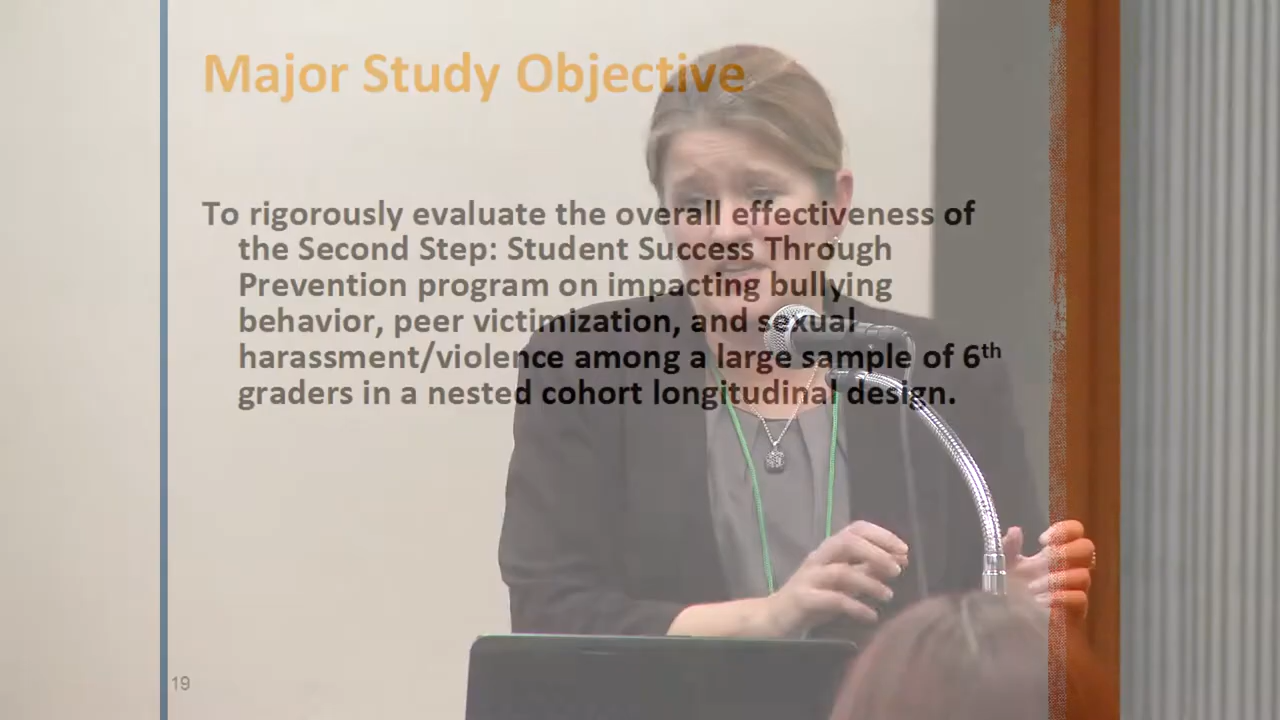 Major Study Objective
To rigorously evaluate the overall effectiveness of
the Second Step: Student Success Through
Prevention program on impacting bullying
behavior, peer victimization, and sexual
harassment/violence among a large sample of 6th
graders in a nested cohort longitudinal design.
19